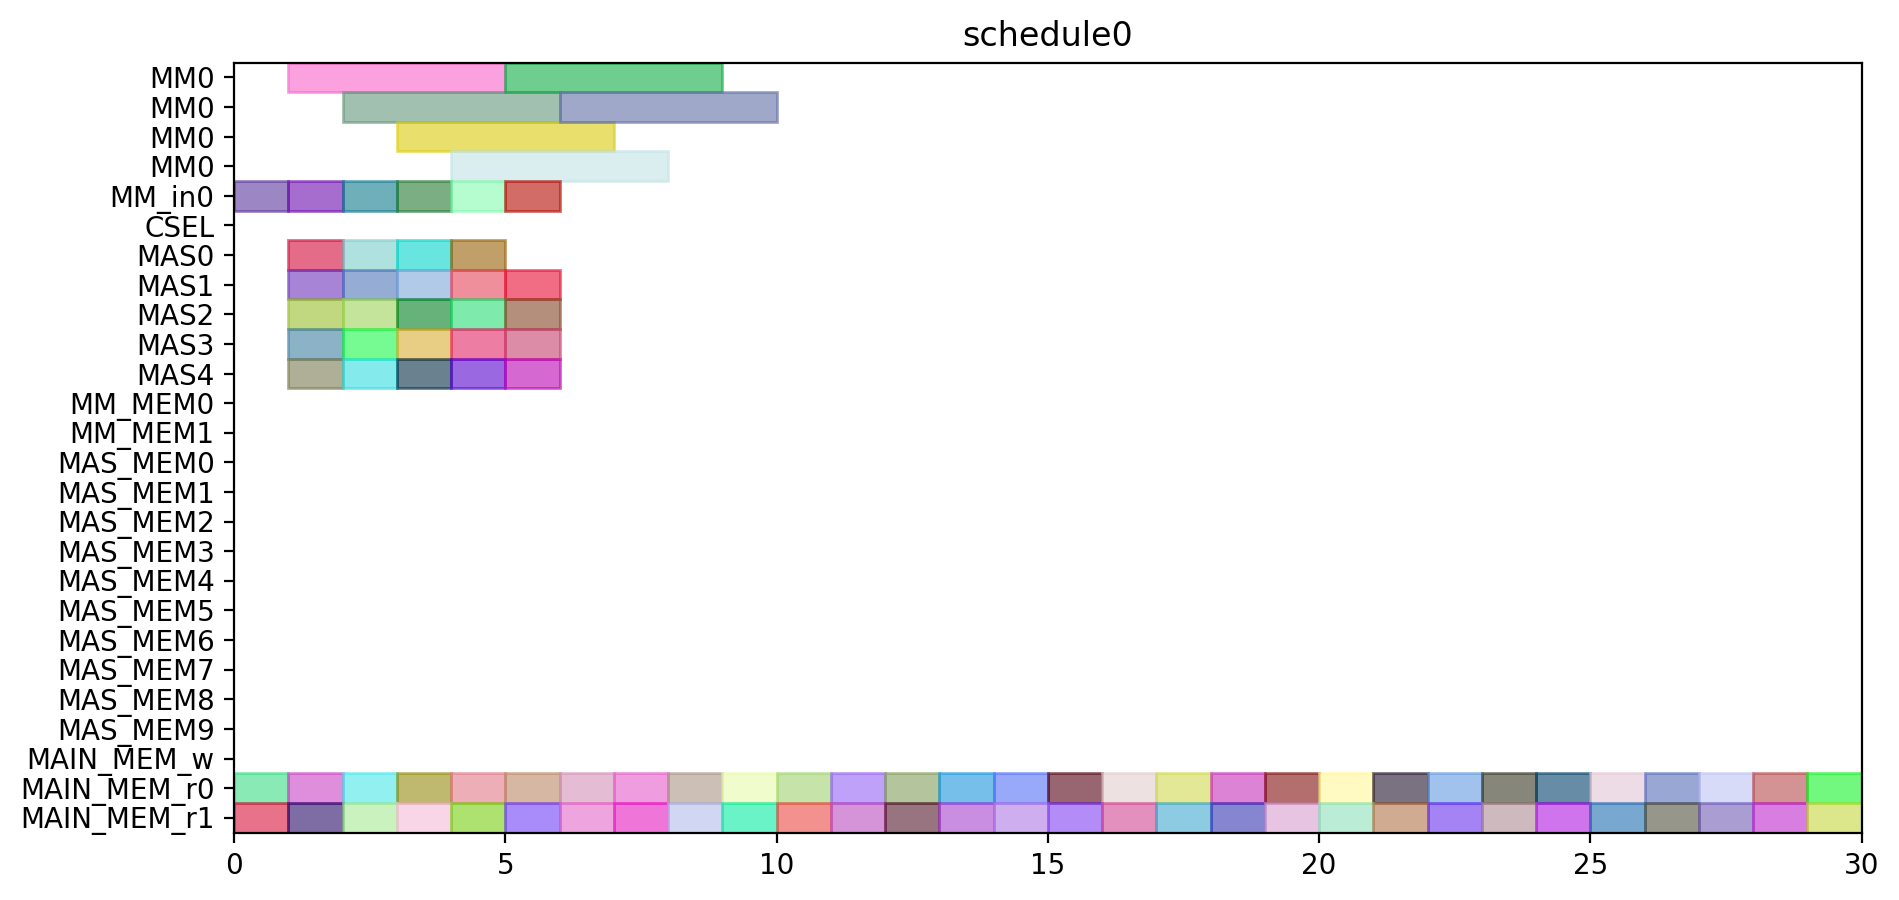 schedule0
MM0
MM0
MM0
MM0
MM_in0
CSEL
MAS0
MAS1
MAS2
MAS3
MAS4
MM_MEM0
MM_MEM1
MAS_MEM0
MAS_MEM1
MAS_MEM2
MAS_MEM3
MAS_MEM4
MAS_MEM5
MAS_MEM6
MAS_MEM7
MAS_MEM8
MAS_MEM9
MAIN_MEM_w
MAIN_MEM_r0
MAIN_MEM_r1
0 5 10 15 20 25 30